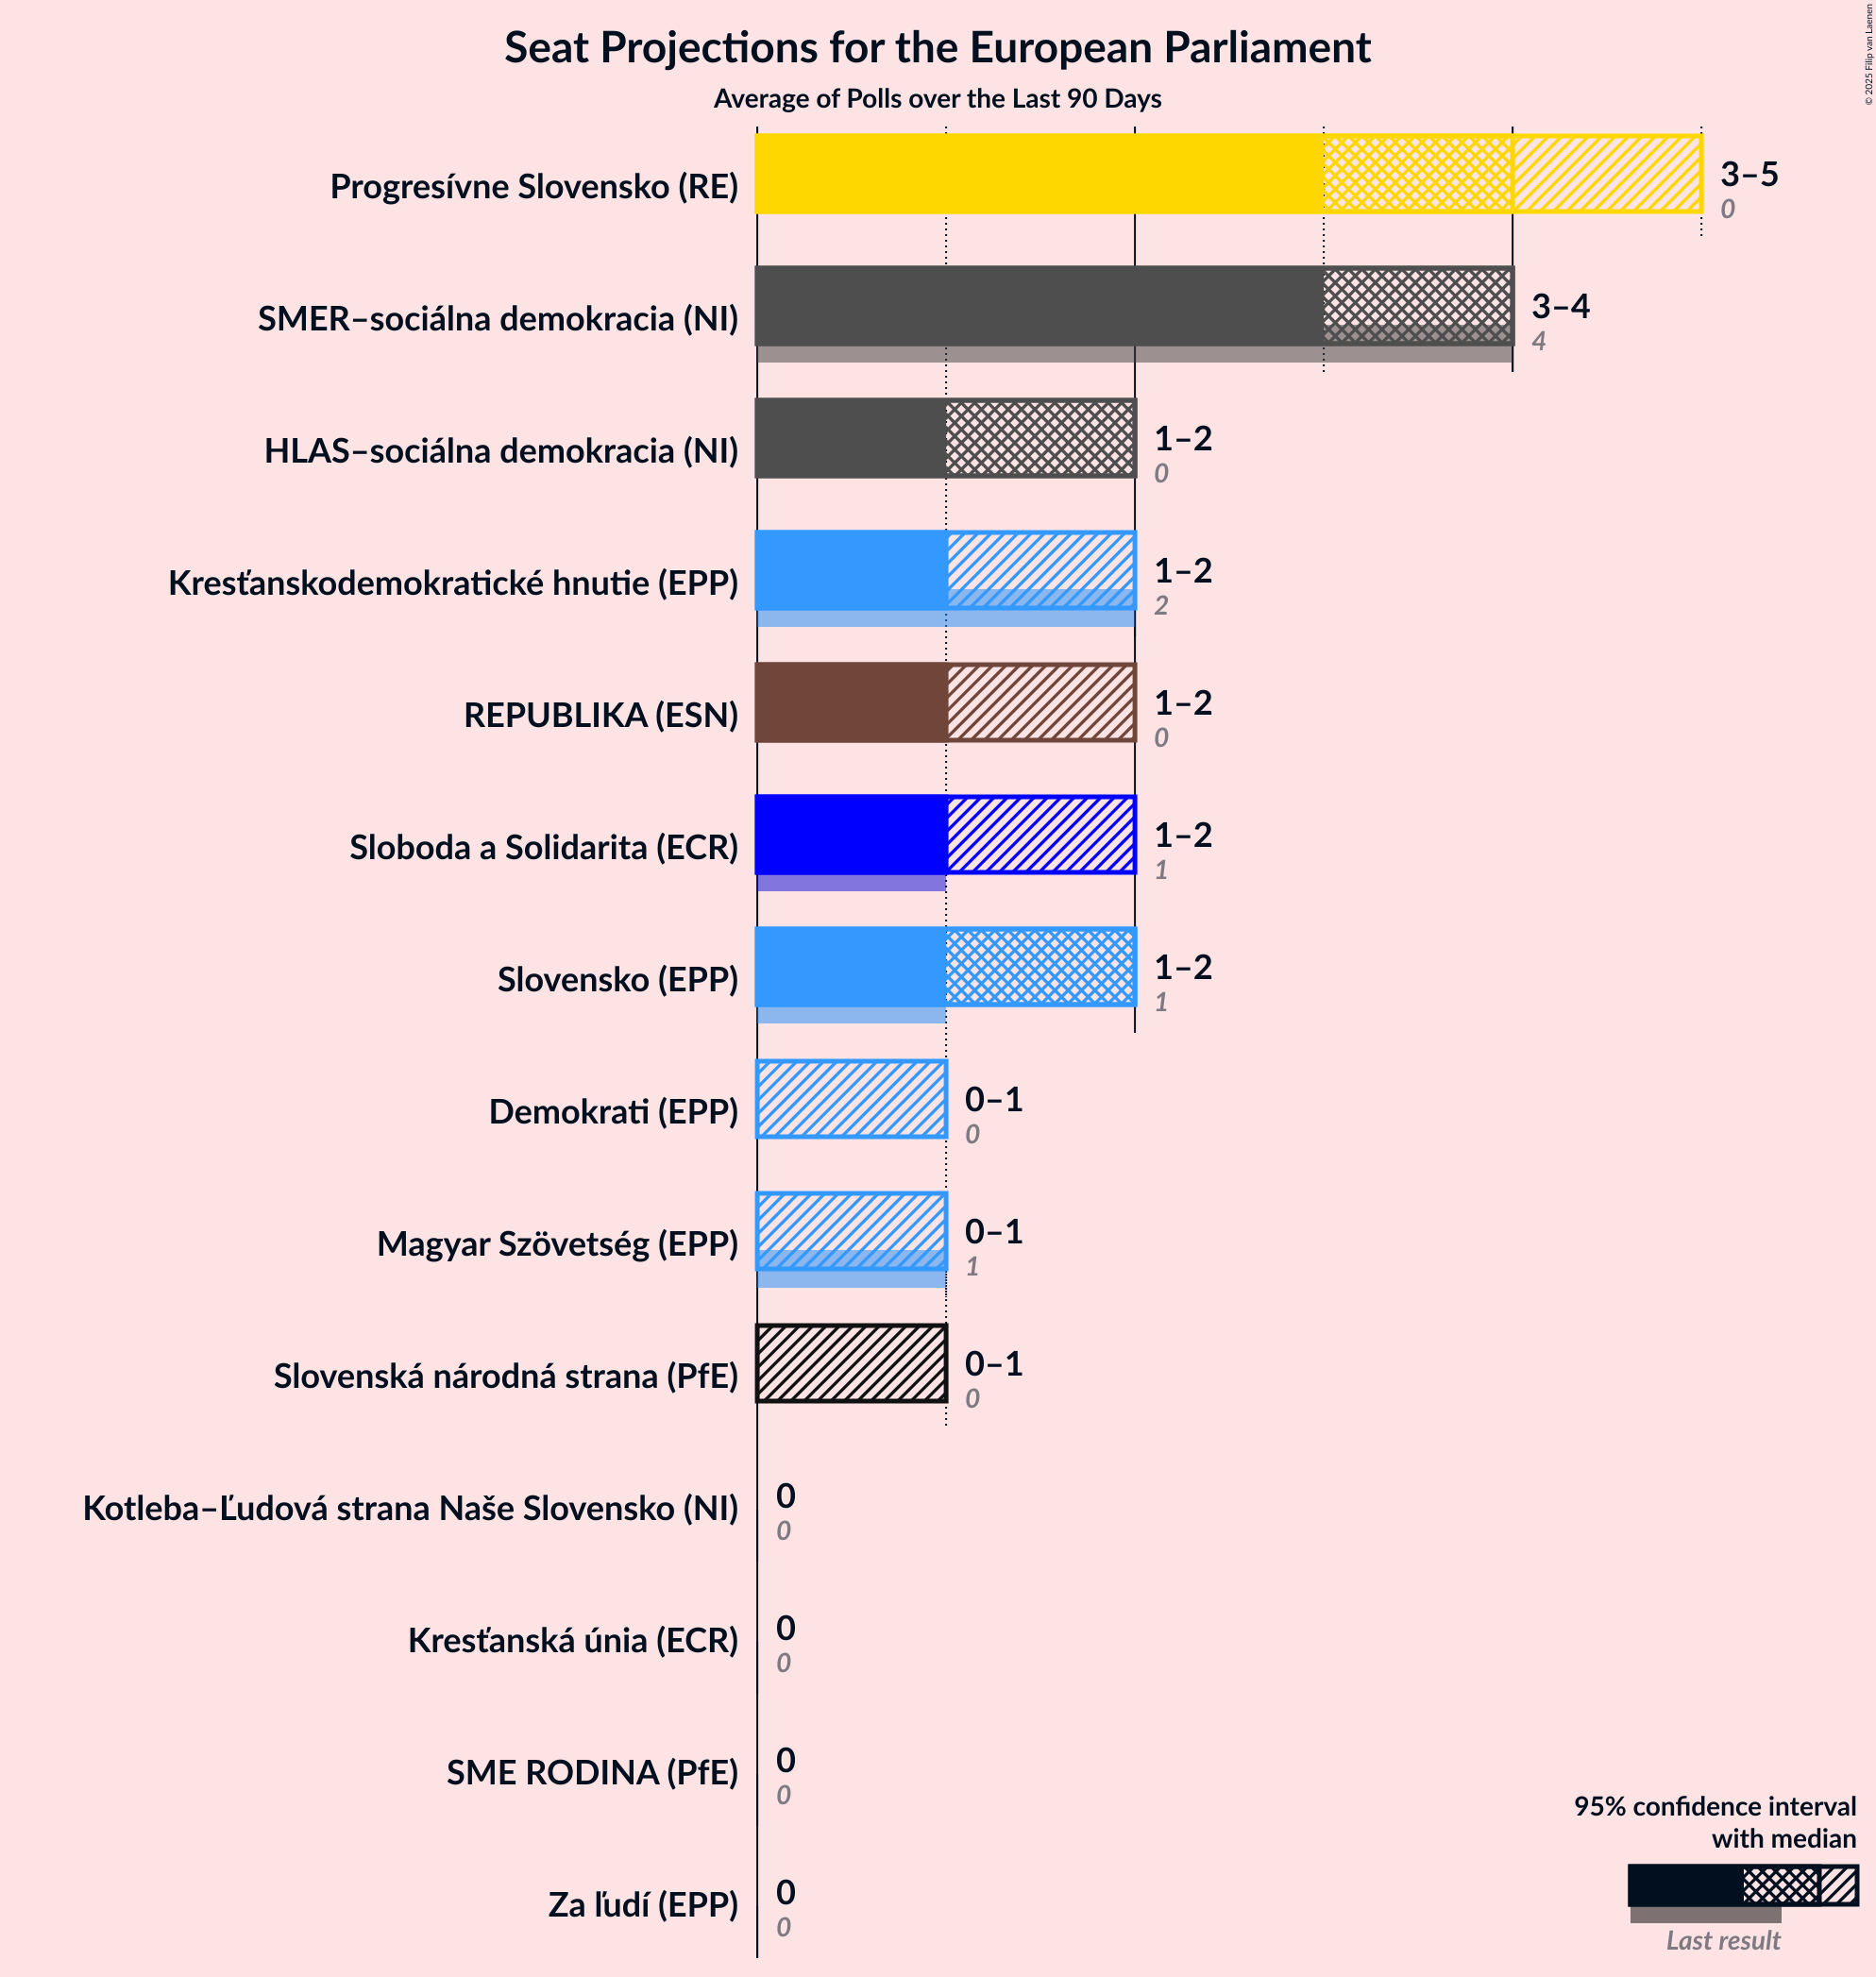 Seat Projections for the European Parliament
Average of Polls over the Last 90 Days
© 2025 Filip van Laenen
Progresívne Slovensko (RE)
3–5
0
SMER–sociálna demokracia (NI)
3–4
4
HLAS–sociálna demokracia (NI)
1–2
0
Kresťanskodemokratické hnutie (EPP)
1–2
2
REPUBLIKA (ESN)
1–2
0
Sloboda a Solidarita (ECR)
1–2
1
Slovensko (EPP)
1–2
1
Demokrati (EPP)
0–1
0
Magyar Szövetség (EPP)
0–1
1
Slovenská národná strana (PfE)
0–1
0
Kotleba–Ľudová strana Naše Slovensko (NI)
0
0
Kresťanská únia (ECR)
0
0
SME RODINA (PfE)
0
0
Za ľudí (EPP)
0
0
95% confidence interval
with median
Last result